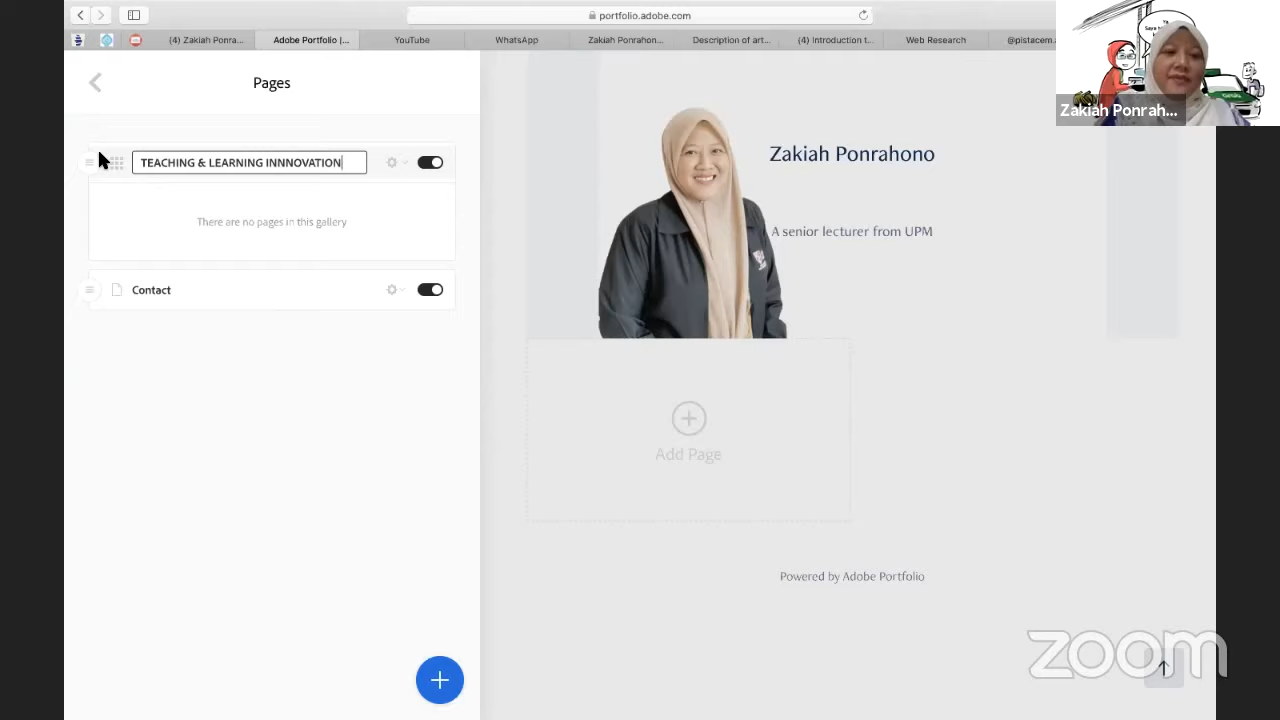 portfolio.adobe.com
(4) Zakiah Ponra...
Adobe Portfolio |...
YouTube
WhatsApp
Zakiah Ponrahon...
Description of art...
(4) Introduction t...
Web Research
@pistacem.a
Pages
TEACHING & LEARNING INNNOVATION
There are no pages in this gallery
Contact
Zakiah Ponrahono
A senior lecturer from UPM
Add Page
Powered by Adobe Portfolio
Zakiah Ponrah...
zoom